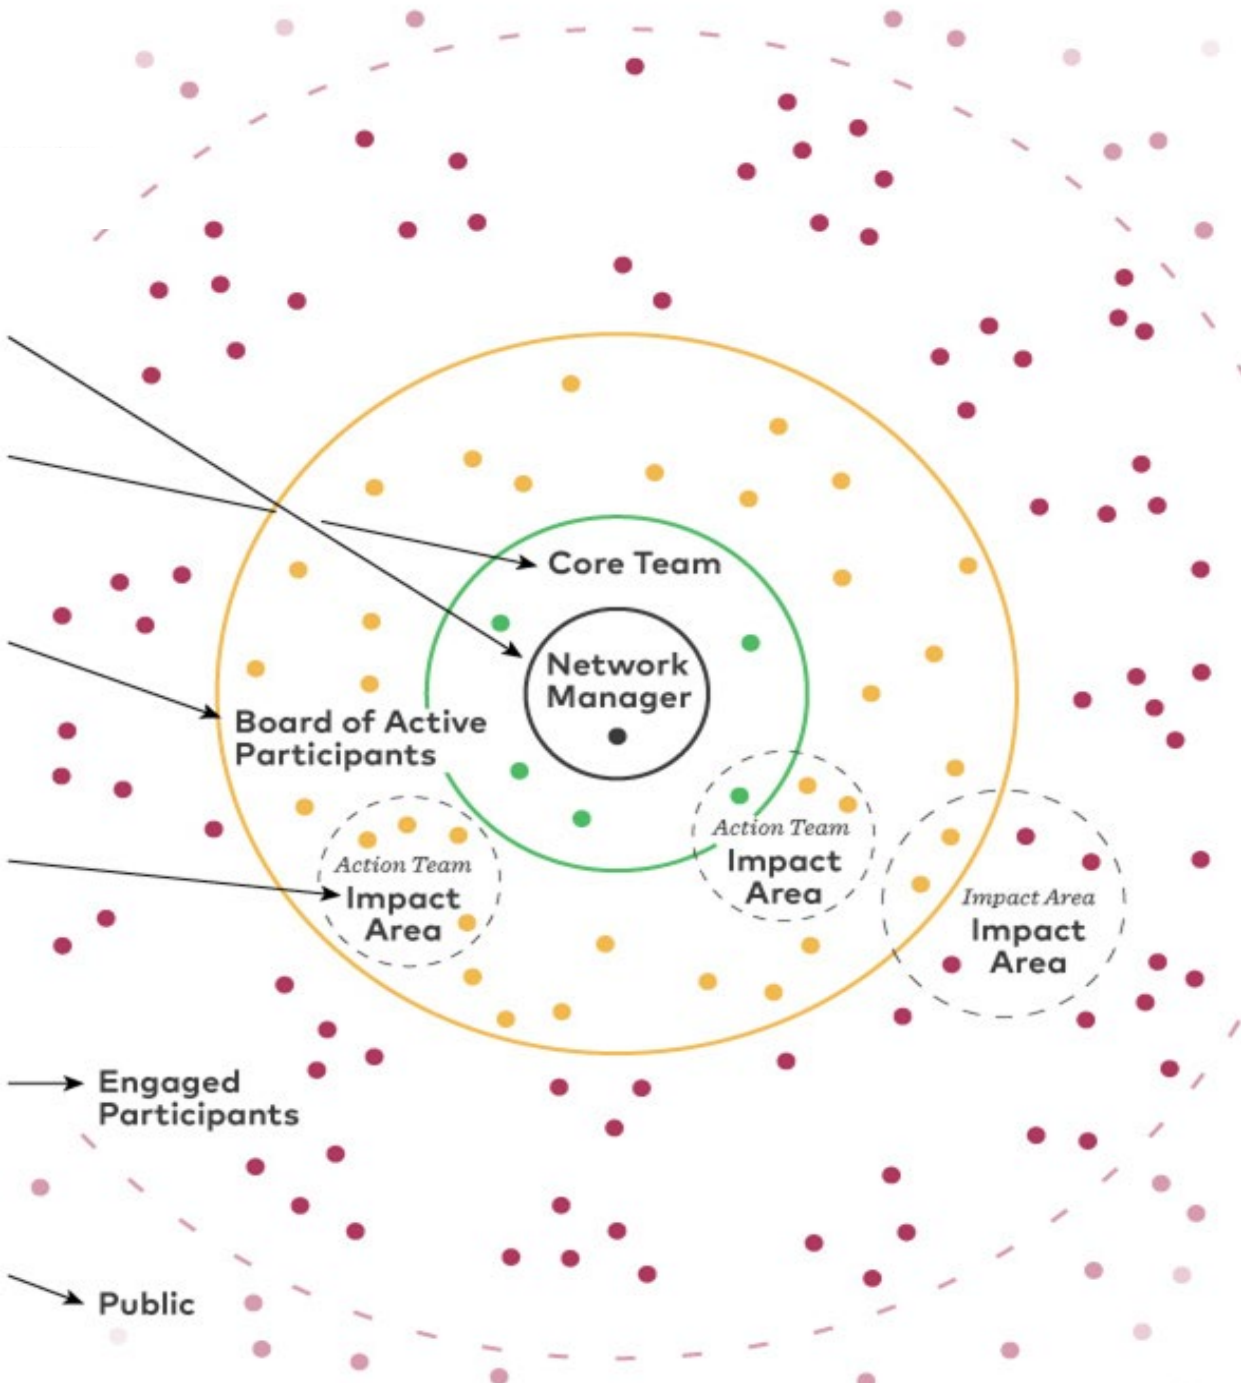 Core Team
Network
Manager
Board of Active
Participants
Action Team
Impact
Area
Action Team
Impact
Area
Impact Area
Impact
Area
Engaged
Participants
Public